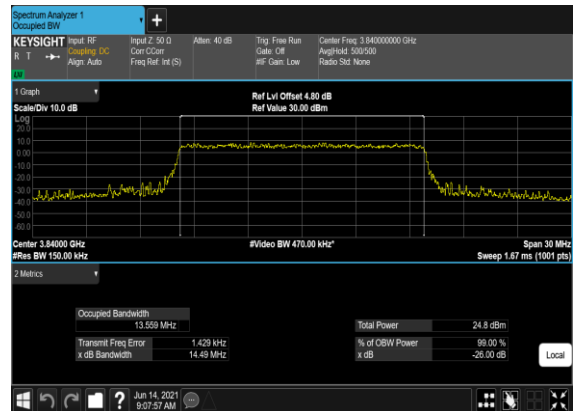 Spectrum Analyzer 1
Occupied BW
+
KEYSIGHT Input: RF Input Z: 50 Ω Atten: 40 dB Trig: Free Run Center Freq: 3.840000000 GHz
R T Coupling: DC Corr CCorr Gate: Off Avg|Hold: 500/500
Align: Auto Freq Ref: Int (S) #IF Gain: Low Radio Std: None
1 Graph
Ref Lvl Offset 4.80 dB
Scale/Div 10.0 dB Ref Value 30.00 dBm
Log
20.0
10.0
0.00
-10.0
-20.0
-30.0
-40.0
-50.0
-60.0
Center 3.84000 GHz #Video BW 470.00 kHz* Span 30 MHz
#Res BW 150.00 kHz Sweep 1.67 ms (1001 pts)
2 Metrics
Occupied Bandwidth
13.559 MHz Total Power 24.8 dBm
Transmit Freq Error 1.429 kHz % of OBW Power 99.00 %
x dB Bandwidth 14.49 MHz x dB -26.00 dB
Local
? Jun 14, 2021
9:07:57 AM